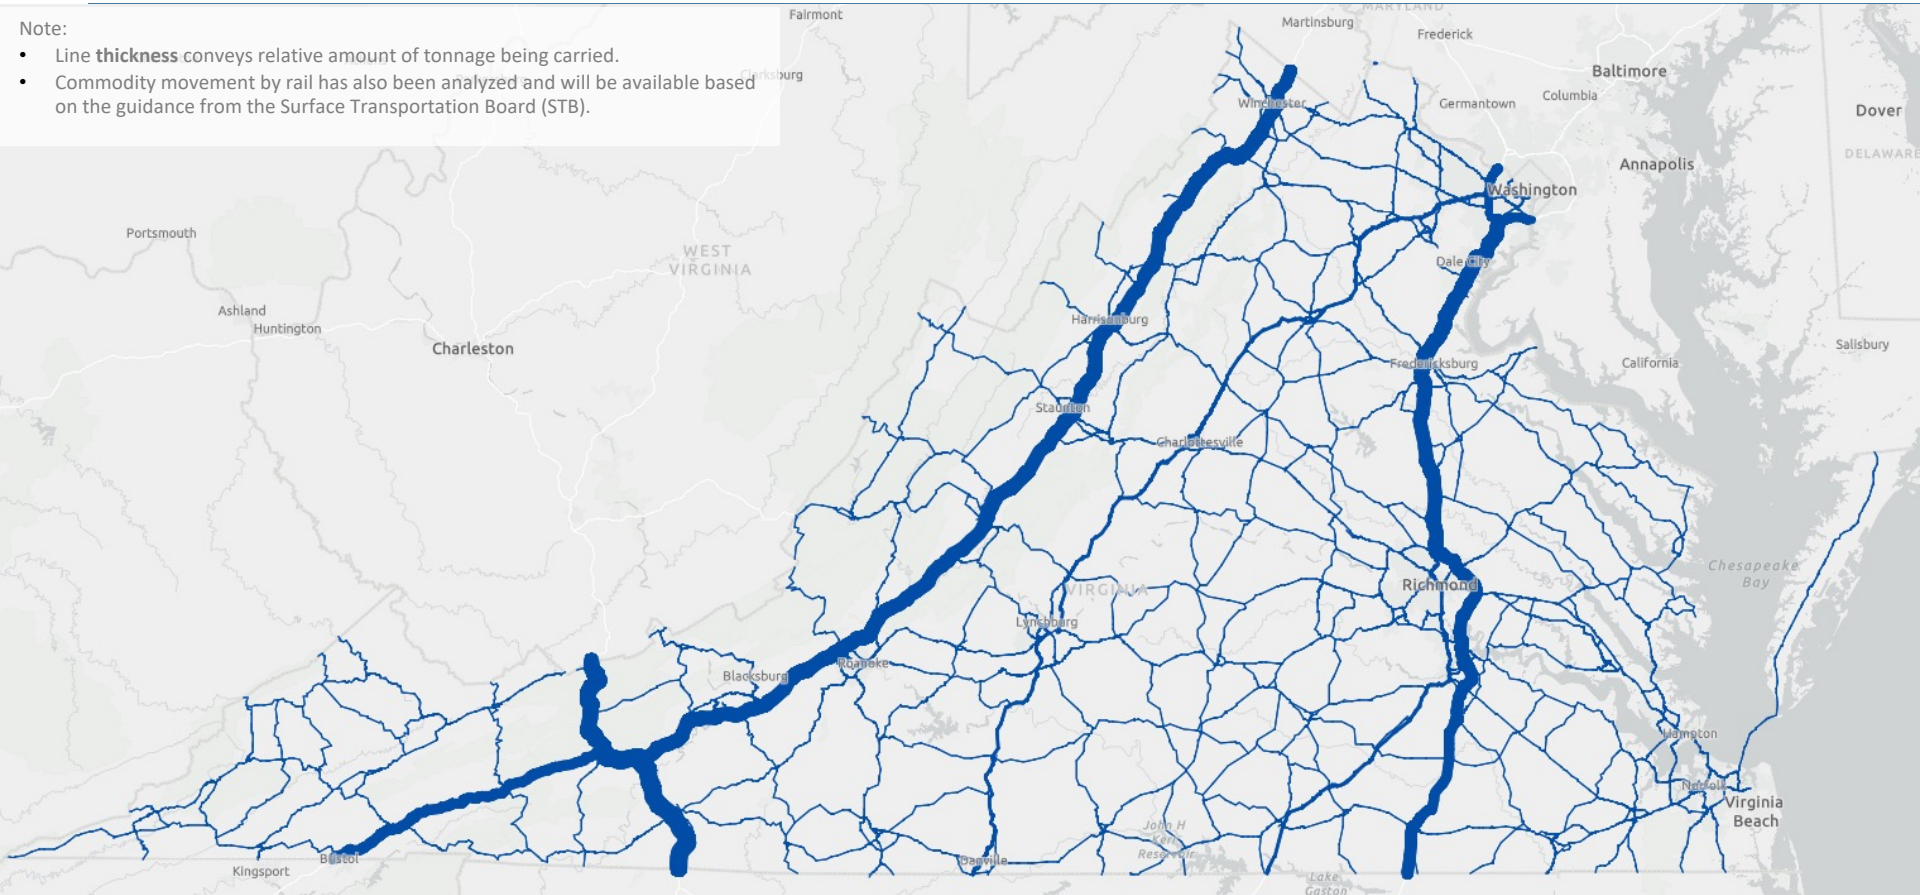 Note:
• Line thickness conveys relative amount of tonnage being carried.
• Commodity movement by rail has also been analyzed and will be available based
on the guidance from the Surface Transportation Board (STB).
Fairmont
Martinsburg
MARYLAND
Frederick
Clarksburg
Baltimore
Winchester
Germantown
Columbia
Dover
Annapolis
DELAWARE
Washington
Portsmouth
WEST
VIRGINIA
Dale City
Ashland
Huntington
Harrisonburg
Charleston
Salisbury
Fredericksburg
California
Staunton
Charlottesville
Chesapeake
Bay
Richmond
VIRGINIA
Lynchburg
Roanoke
Blacksburg
Hampton
Norfolk
Virginia
Beach
John H
Kerr
Reservoir
Bristol
Danville
Kingsport
Lake
Gaston